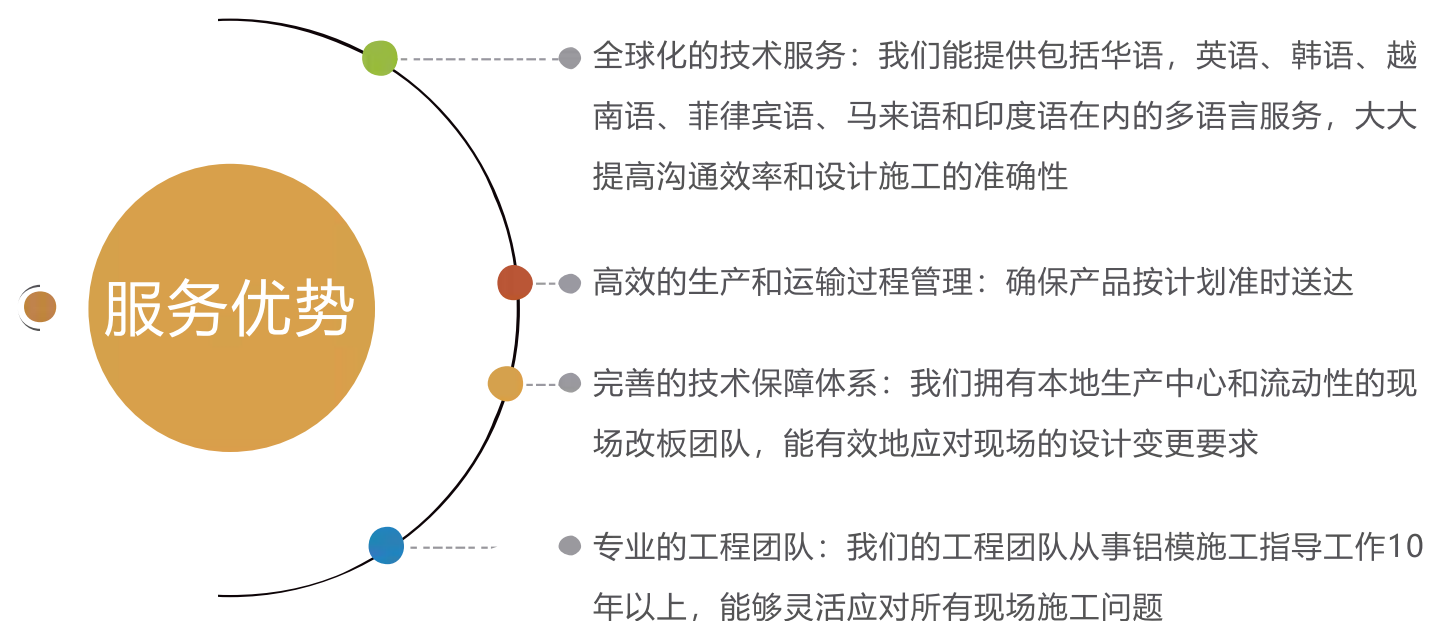 服务优势
全球化的技术服务：我们能提供包括华语，英语、韩语、越
南语、菲律宾语、马来语和印度语在内的多语言服务，大大
提高沟通效率和设计施工的准确性
高效的生产和运输过程管理：确保产品按计划准时送达
完善的技术保障体系：我们拥有本地生产中心和流动性的现
场改板团队，能有效地应对现场的设计变更要求
专业的工程团队：我们的工程团队从事铝模施工指导工作10
年以上，能够灵活应对所有现场施工问题